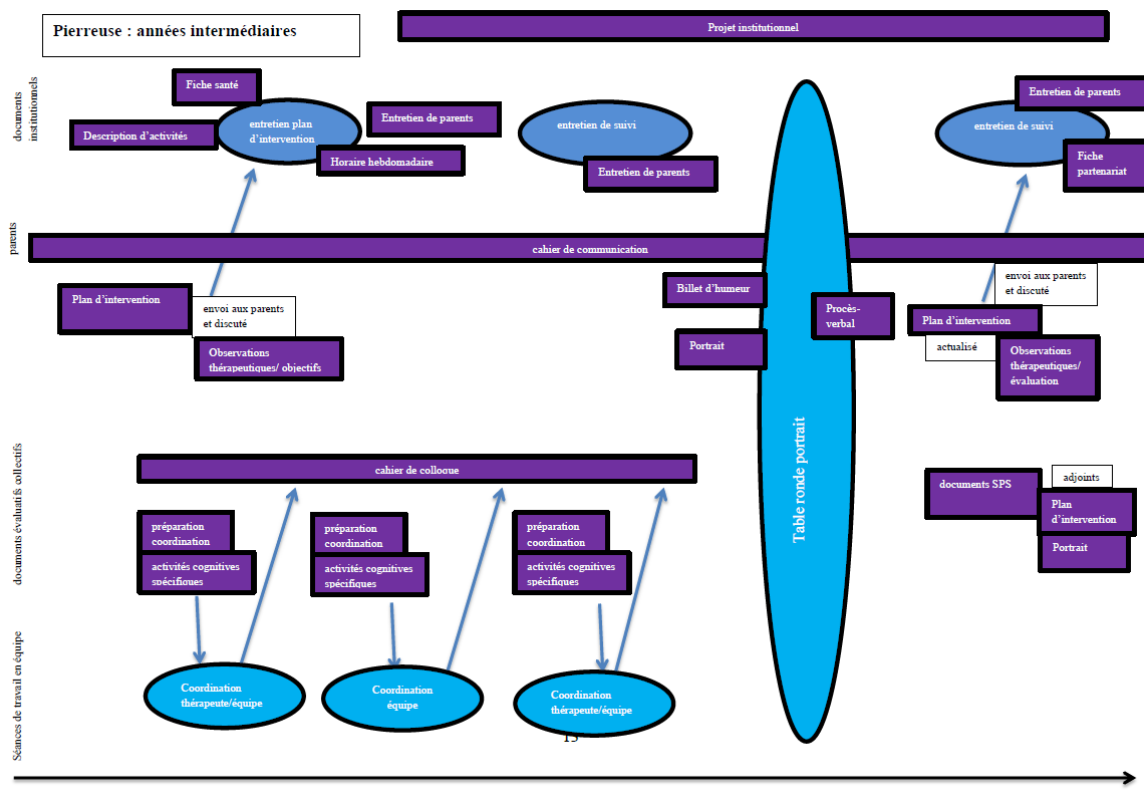 Pierreuse : années intermédiaires
Projet institutionnel
documents
institutionnels
Fiche santé
Description d'activités
entretien plan
d'intervention
Entretien de parents
Horaire hebdomadaire
entretien de suivi
Entretien de parents
Entretien de parents
entretien de suivi
Fiche
partenariat
parents
cahier de communication
Plan d'intervention
envoi aux parents
et discuté
Observations
thérapeutiques/ objectifs
Billet d'humeur
Portrait
Procès-
verbal
envoi aux parents
et discuté
Plan d'intervention
actualisé
Observations
thérapeutiques/
évaluation
Table ronde portrait
documents évaluatifs collectifs
cahier de colloque
préparation
coordination
activités cognitives
spécifiques
préparation
coordination
activités cognitives
spécifiques
préparation
coordination
activités cognitives
spécifiques
documents SPS
adjoints
Plan
d'intervention
Portrait
Séances de travail en équipe
Coordination
thérapeute/équipe
Coordination
équipe
Coordination
thérapeute/équipe